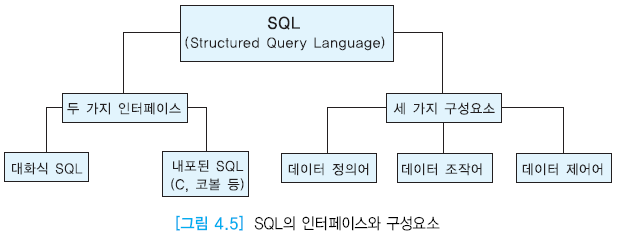 SQL
(Structured Query Language)
두 가지 인터페이스
세 가지 구성요소
대화식 SQL
내포된 SQL
(C, 코볼 등)
데이터 정의어
데이터 조작어
데이터 제어어
[그림 4.5] SQL의 인터페이스와 구성요소